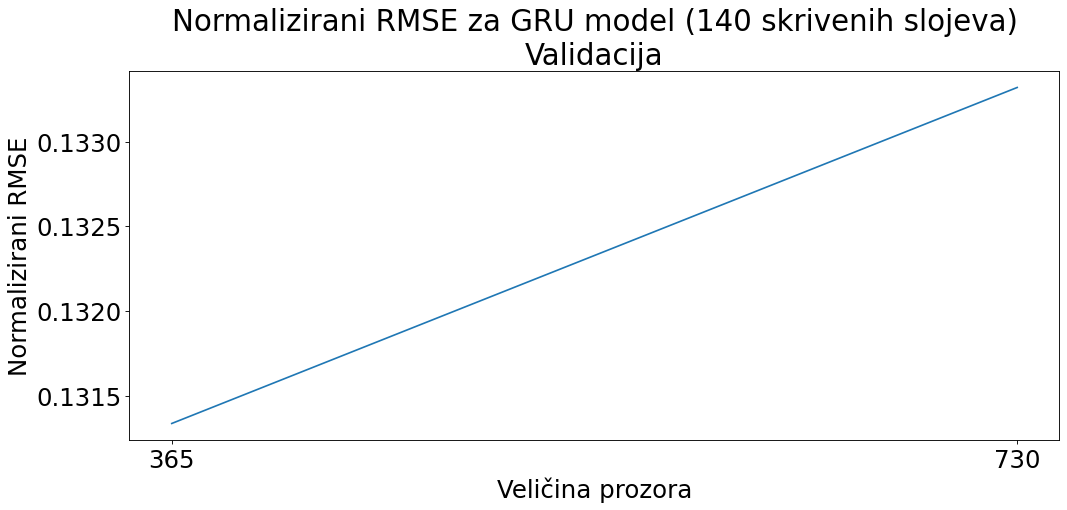 Normalizirani RMSE za GRU model (140 skrivenih slojeva)
Validacija
Normalizirani RMSE
0.1330
0.1325
0.1320
0.1315
365
730
Veličina prozora